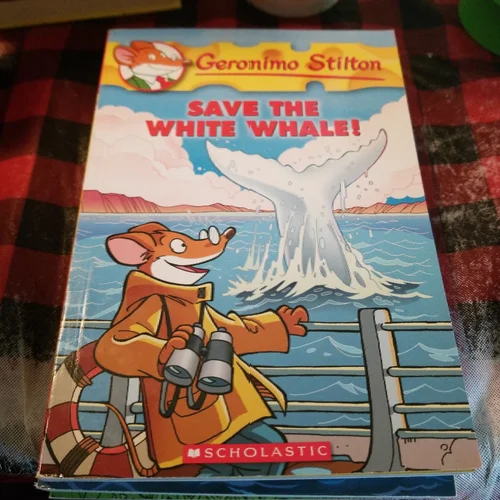 Geronimo Stilton
SAVE THE
WHITE WHALE!
SCHOLASTIC